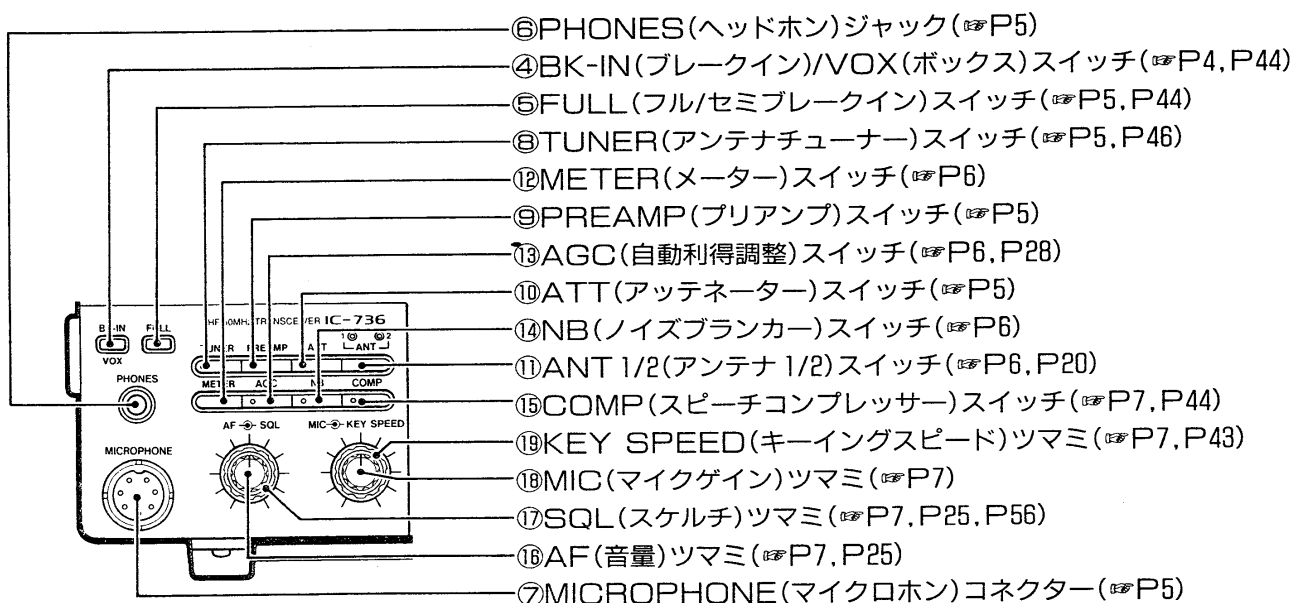 ⑥PHONES(ヘッドホン)ジャック(☞P5)
④BK-IN(ブレークイン)/VOX(ボックス)スイッチ(☞P4,P44)
⑤FULL(フル/セミブレークイン)スイッチ(☞P5,P44)
⑧TUNER(アンテナチューナー)スイッチ(☞P5,P46)
⑫METER(メーター)スイッチ(☞P6)
⑨PREAMP(プリアンプ)スイッチ(☞P5)
⑬AGC(自動利得調整)スイッチ(☞P6,P28)
⑩ATT(アッテネーター)スイッチ(☞P5)
⑭NB(ノイズブランカー)スイッチ(☞P6)
⑪ANT 1/2(アンテナ 1/2)スイッチ(☞P6,P20)
⑮COMP(スピーチコンプレッサー)スイッチ(☞P7,P44)
⑲KEY SPEED(キーイングスピード)ツマミ(☞P7,P43)
⑱MIC(マイクゲイン)ツマミ(☞P7)
⑰SQL(スケルチ)ツマミ(☞P7,P25,P56)
⑯AF(音量)ツマミ(☞P7,P25)
⑦MICROPHONE(マイクロホン)コネクター(☞P5)
HF/50MHz TRANSCEIVER IC-736
BK-IN FULL
VOX
TUNER PREAMP ATT 1 2 ANT
METER AGC NB COMP
PHONES
AF SQL MIC KEY SPEED
MICROPHONE